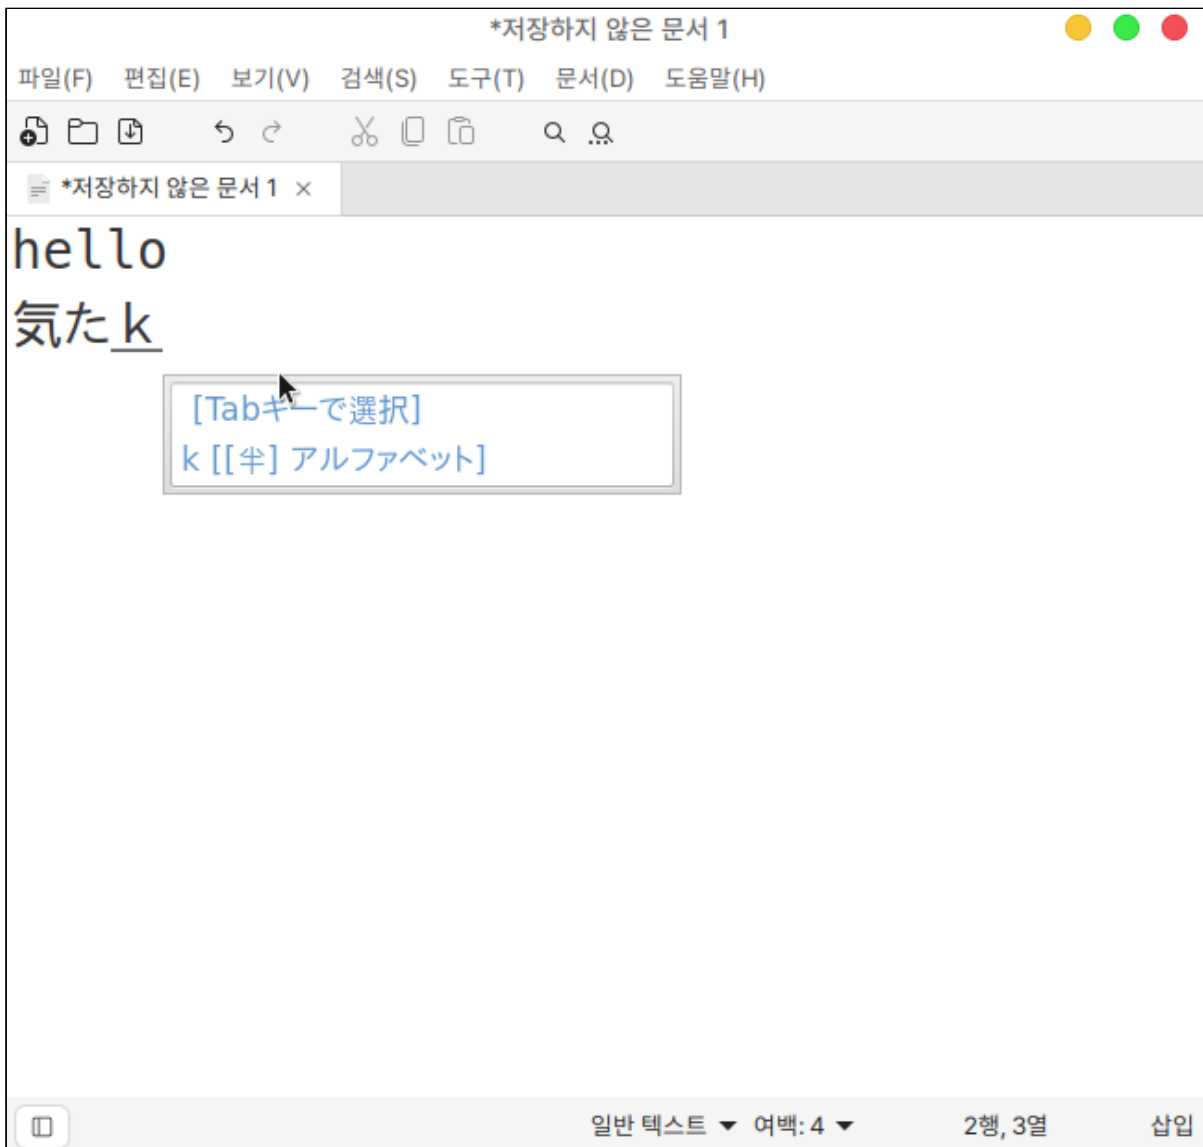 *저장하지 않은 문서 1
파일(F) 편집(E) 보기(V) 검색(S) 도구(T) 문서(D) 도움말(H)
*저장하지 않은 문서 1
hello
気たｋ
[Tabキーで選択]
k [[半] アルファベット]
일반 텍스트 여백: 4 2행, 3열 삽입